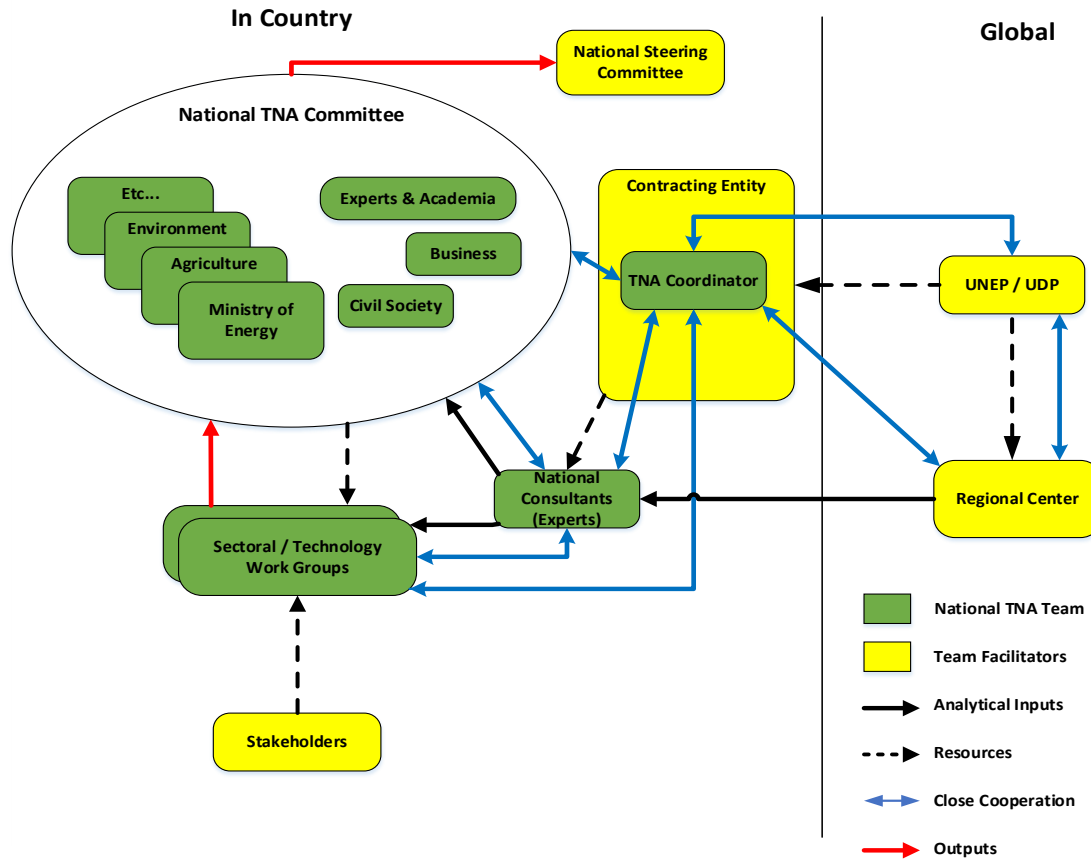 In Country
Global
National Steering
Committee
National TNA Committee
Etc...
Environment
Agriculture
Ministry of
Energy
Experts & Academia
Business
Civil Society
Contracting Entity
TNA Coordinator
UNEP / UDP
National
Consultants
(Experts)
Regional Center
Sectoral / Technology
Work Groups
Stakeholders
National TNA Team
Team Facilitators
Analytical Inputs
Resources
Close Cooperation
Outputs